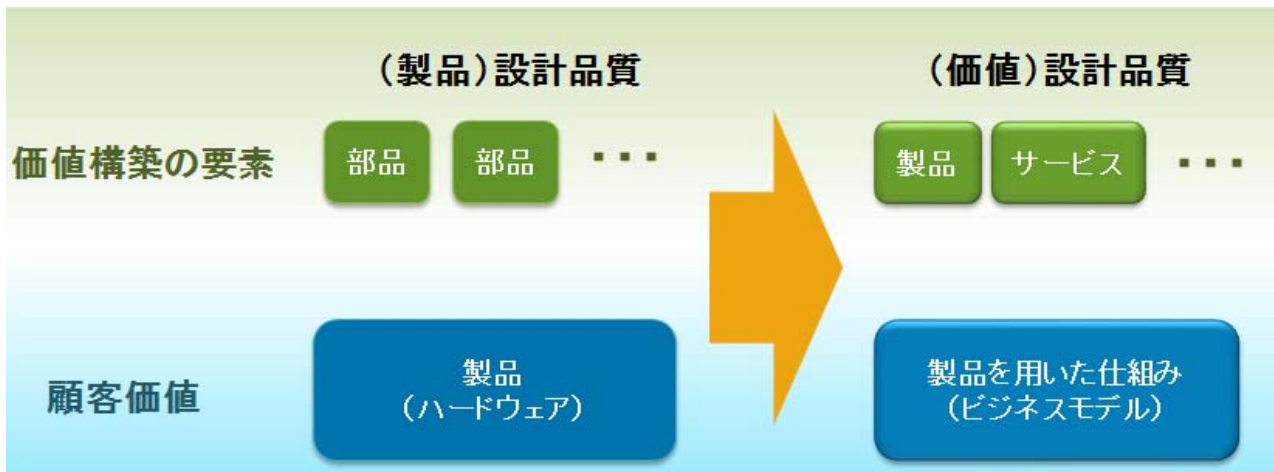 (製品)設計品質
(価値)設計品質
価値構築の要素
部品
部品
・・・
製品
サービス
・・・
顧客価値
製品
(ハードウェア)
製品を用いた仕組み
(ビジネスモデル)